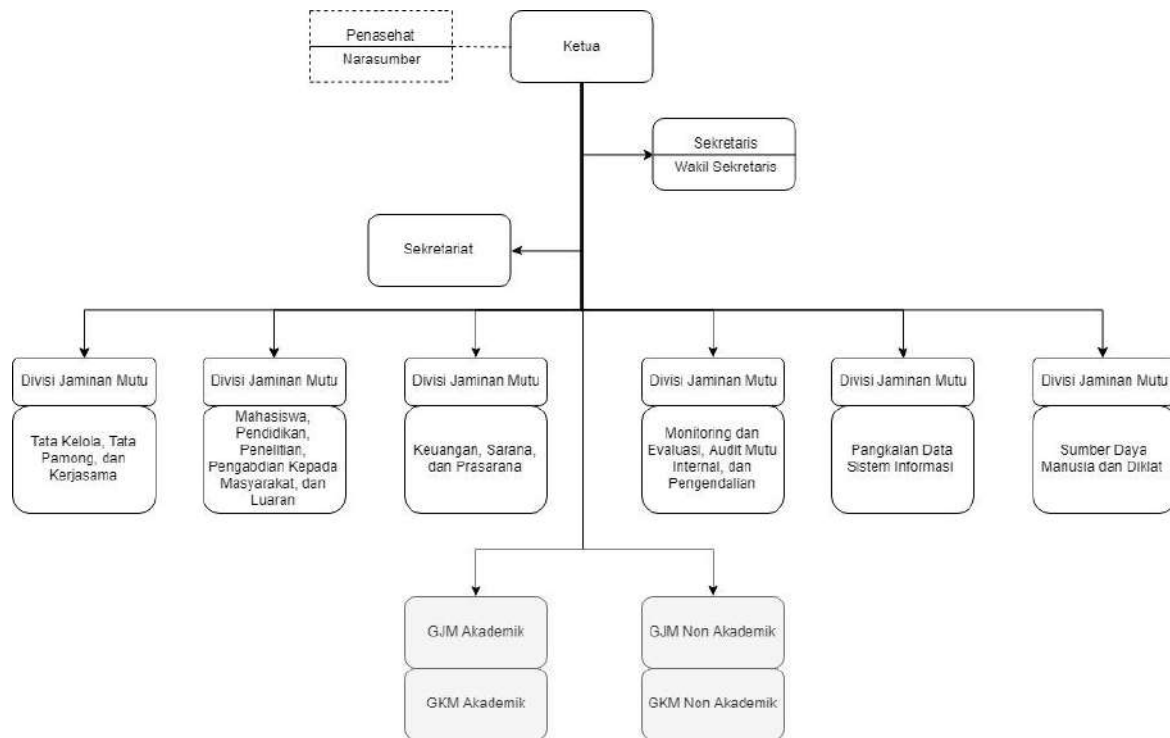 Penasehat
Narasumber
Ketua
Sekretaris
Wakil Sekretaris
Sekretariat
Divisi Jaminan Mutu
Tata Kelola, Tata
Pamong, dan
Kerjasama
Divisi Jaminan Mutu
Mahasiswa,
Pendidikan,
Penelitian,
Pengabdian Kepada
Masyarakat, dan
Luaran
Divisi Jaminan Mutu
Keuangan, Sarana,
dan Prasarana
Divisi Jaminan Mutu
Monitoring dan
Evaluasi, Audit Mutu
Internal, dan
Pengendalian
Divisi Jaminan Mutu
Pangkalan Data
Sistem Informasi
Divisi Jaminan Mutu
Sumber Daya
Manusia dan Diklat
GJM Akademik
GKM Akademik
GJM Non Akademik
GKM Non Akademik